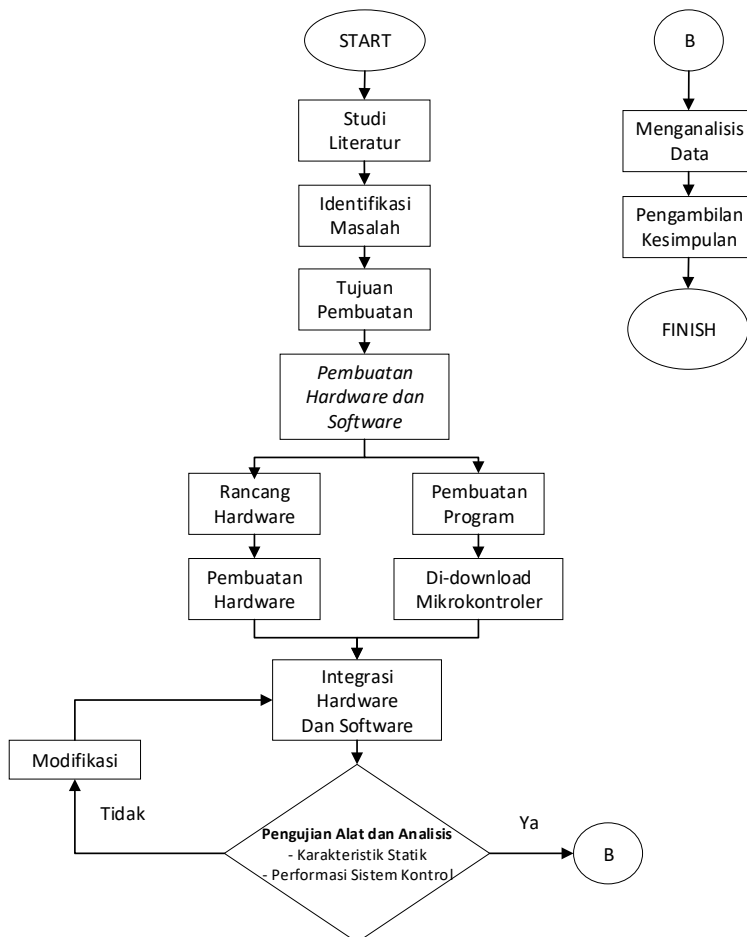 START
Studi
Literatur
Identifikasi
Masalah
Tujuan
Pembuatan
Pembuatan
Hardware dan
Software
Rancang
Hardware
Pembuatan
Program
Pembuatan
Hardware
Di-download
Mikrokontroler
Integrasi
Hardware
Dan Software
Modifikasi
Tidak
Pengujian Alat dan Analisis
- Karakteristik Statik
- Performasi Sistem Kontrol
Ya
B
B
Menganalisis
Data
Pengambilan
Kesimpulan
FINISH